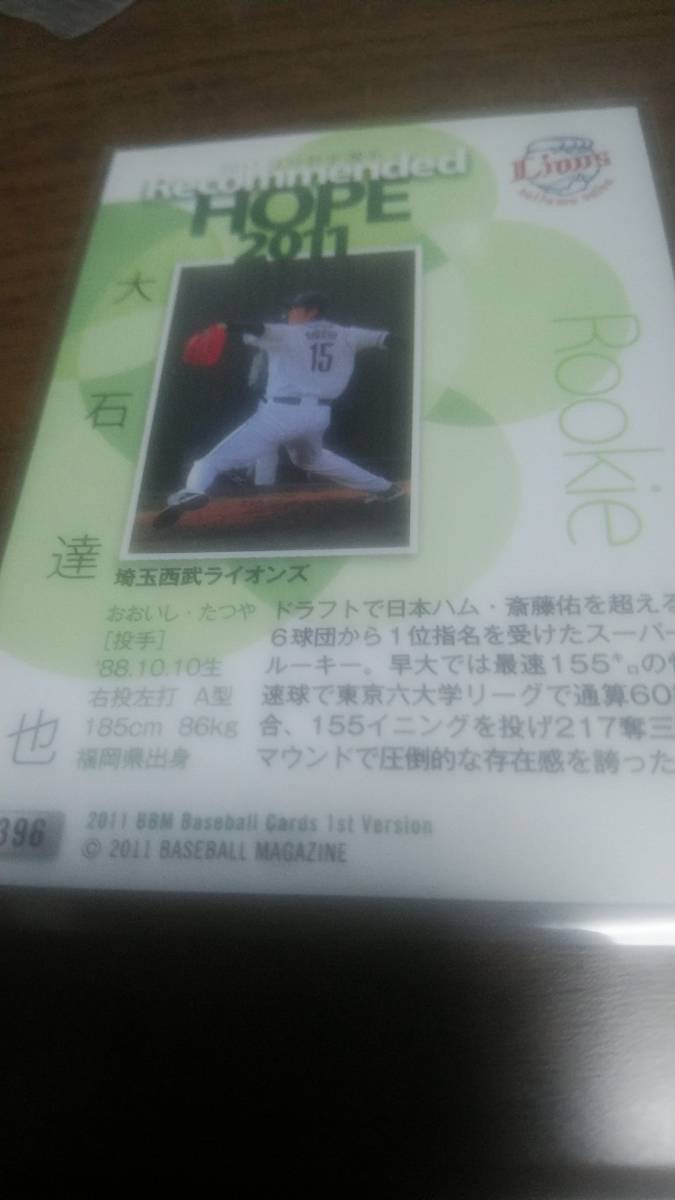 Recommended
HOPE
2011
Lions
Rookie
大石達也
15
埼玉西武ライオンズ
おおいし・たつや
[投手]
'88.10.10生
右投左打 A型
185cm 86kg
福岡県出身
ドラフトで日本ハム・斎藤佑を超える
6球団から1位指名を受けたスーパー
ルーキー。早大では最速155㌔の
速球で東京六大学リーグで通算60
合、155イニングを投げ217奪三
マウンドで圧倒的な存在感を誇った
396
2011 BBM Baseball Cards 1st Version
© 2011 BASEBALL MAGAZINE